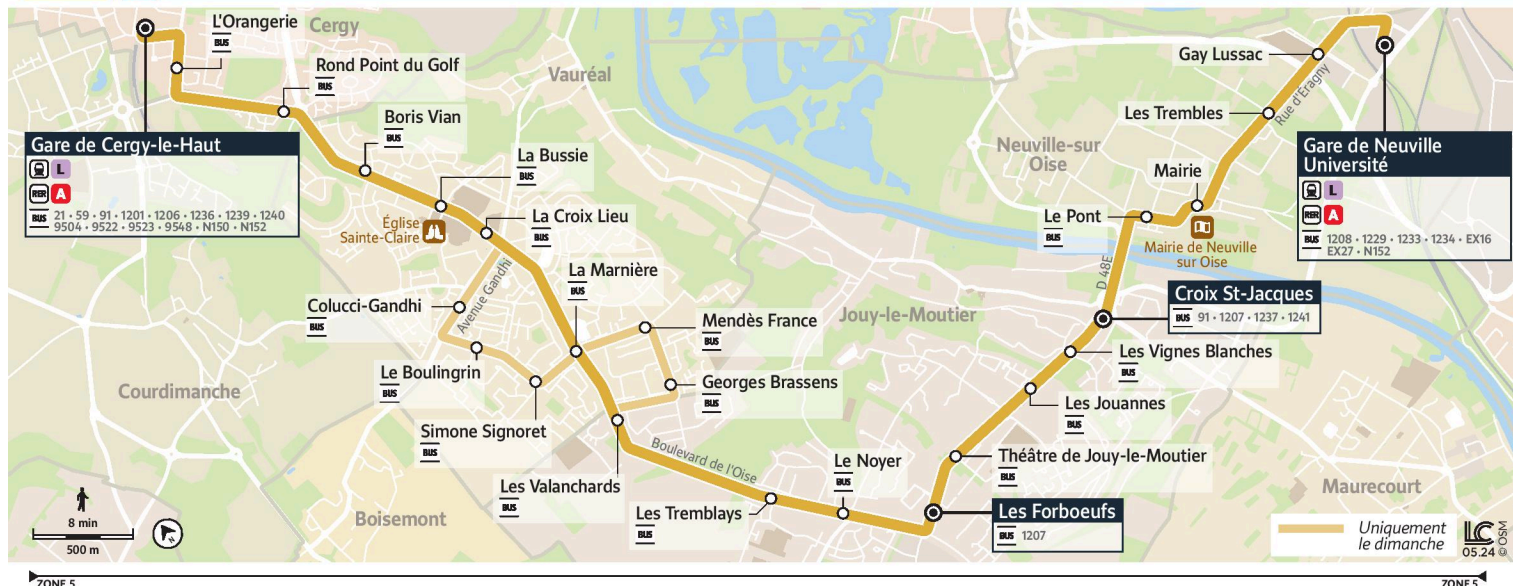 L'Orangerie
BUS
Cergy
Rond Point du Golf
BUS
Vauréal
Boris Vian
BUS
Gare de Cergy-le-Haut
L
RER A
BUS 21 • 59 • 91 • 1201 • 1206 • 1236 • 1239 • 1240
9504 • 9522 • 9523 • 9548 • N150 • N152
La Bussie
BUS
Église
Sainte-Claire
La Croix Lieu
BUS
Avenue Gandhi
La Marnière
BUS
Colucci-Gandhi
BUS
Mendès France
BUS
Le Boulingrin
BUS
Georges Brassens
BUS
Courdimanche
Simone Signoret
BUS
Les Valanchards
BUS
Boulevard de l'Oise
Boisemont
Les Tremblays
BUS
Le Noyer
BUS
Les Forboeufs
BUS 1207
Théâtre de Jouy-le-Moutier
BUS
Les Jouannes
BUS
Les Vignes Blanches
BUS
Jouy-le-Moutier
Croix St-Jacques
BUS 91 • 1207 • 1237 • 1241
D 48E
Le Pont
BUS
Mairie
Mairie de Neuville
sur Oise
Neuville-sur
Oise
Les Trembles
Gay Lussac
Rue d'Éragny
Gare de Neuville
Université
L
RER A
BUS 1208 • 1229 • 1233 • 1234 • EX16
EX27 • N152
Maurecourt
8 min
500 m
N
Uniquement
le dimanche
LC
05.24 © OSM
ZONE 5
ZONE 5